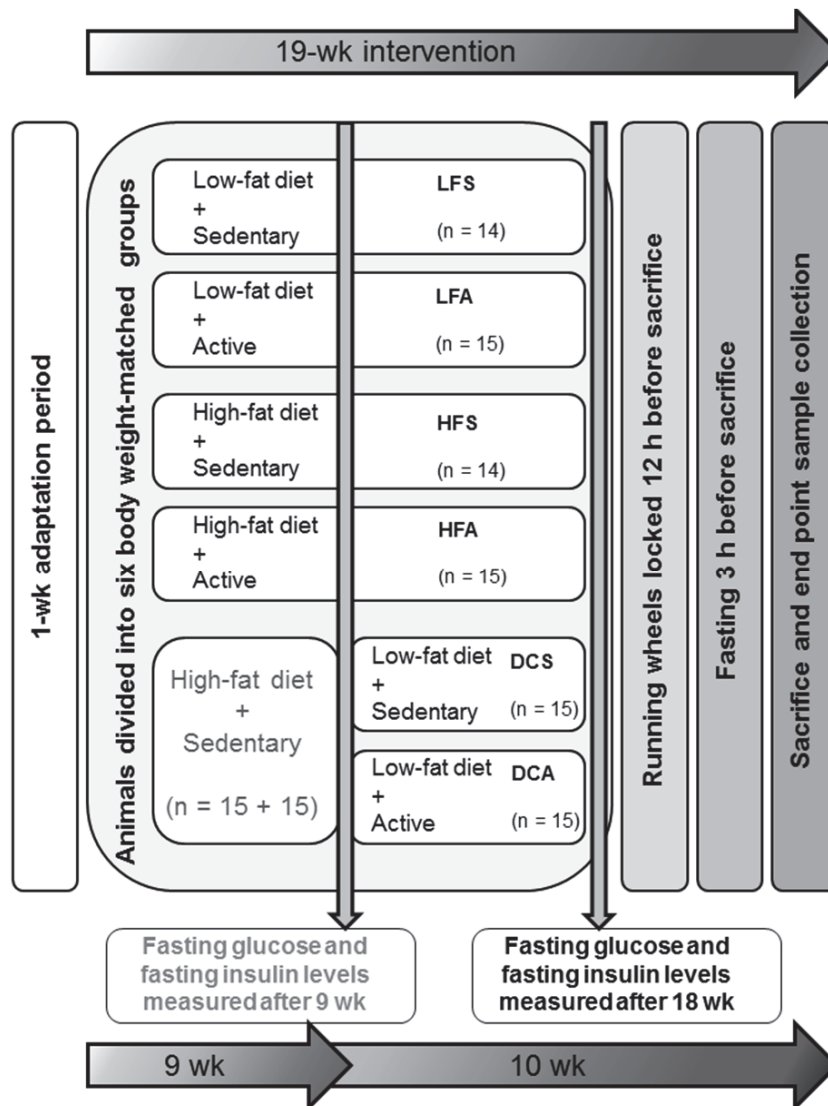 19-wk intervention
1-wk adaptation period
Animals divided into six body weight-matched groups
Low-fat diet
+
Sedentary
LFS
(n = 14)
Low-fat diet
+
Active
LFA
(n = 15)
High-fat diet
+
Sedentary
HFS
(n = 14)
High-fat diet
+
Active
HFA
(n = 15)
High-fat diet
+
Sedentary
(n = 15 + 15)
Low-fat diet
+
Sedentary
DCS
(n = 15)
Low-fat diet
+
Active
DCA
(n = 15)
Running wheels locked 12 h before sacrifice
Fasting 3 h before sacrifice
Sacrifice and end point sample collection
Fasting glucose and
fasting insulin levels
measured after 9 wk
Fasting glucose and
fasting insulin levels
measured after 18 wk
9 wk
10 wk